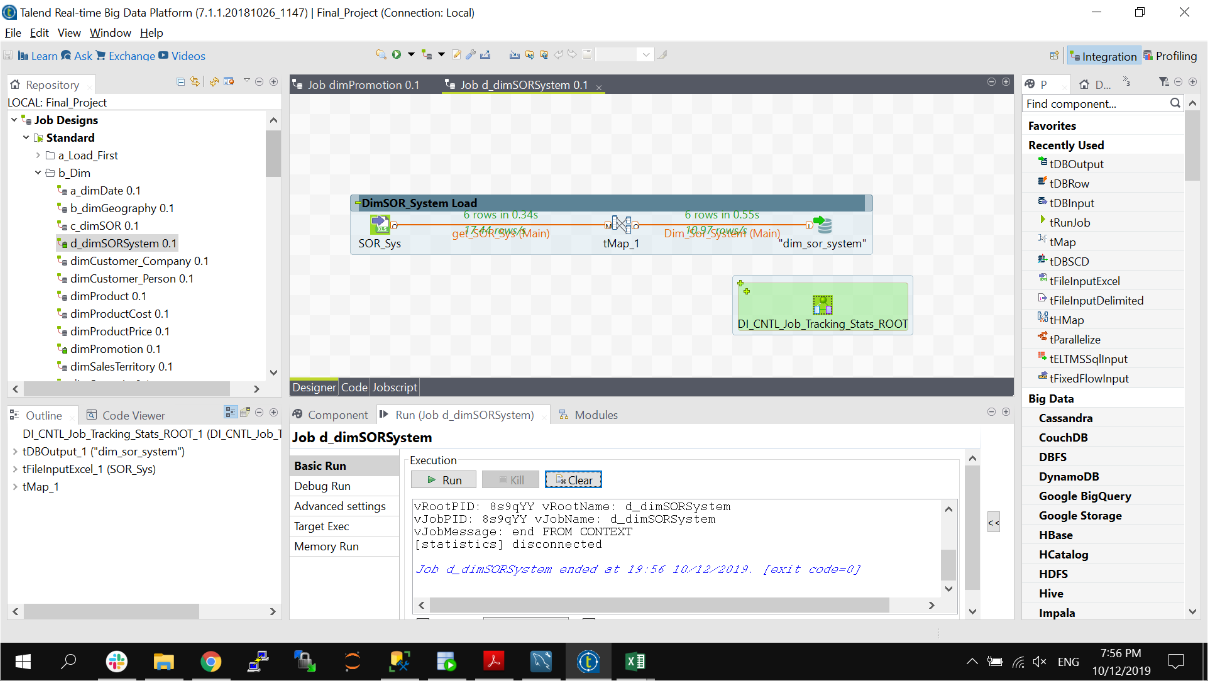 Talend Real-time Big Data Platform (7.1.1.20181026_1147) | Final_Project (Connection: Local)
File Edit View Window Help
Learn Ask Exchange Videos
Integration Profiling
Repository
LOCAL: Final_Project
Job Designs
Standard
a_Load_First
b_Dim
a_dimDate 0.1
b_dimGeography 0.1
c_dimSOR 0.1
d_dimSORSystem 0.1
dimCustomer_Company 0.1
dimCustomer_Person 0.1
dimProduct 0.1
dimProductCost 0.1
dimProductPrice 0.1
dimPromotion 0.1
dimSalesTerritory 0.1
Outline Code Viewer
DI_CNTL_Job_Tracking_Stats_ROOT_1 (DI_CNTL_Job_T
tDBOutput_1 ("dim_sor_system")
tFileInputExcel_1 (SOR_Sys)
tMap_1
Job dimPromotion 0.1 Job d_dimSORSystem 0.1
DimSOR_System Load
6 rows in 0.34s 6 rows in 0.55s
17.44 rows/s 10.97 rows/s
get_SOR_Sys (Main) Dim_Sor_System (Main)
SOR_Sys tMap_1 "dim_sor_system"
DI_CNTL_Job_Tracking_Stats_ROOT
Designer Code Jobscript
Component Run (Job d_dimSORSystem) Modules
Job d_dimSORSystem
Basic Run
Debug Run
Advanced settings
Target Exec
Memory Run
Execution
Run Kill Clear
vRootPID: 8s9qYY vRootName: d_dimSORSystem
vJobPID: 8s9qYY vJobName: d_dimSORSystem
vJobMessage: end FROM CONTEXT
[statistics] disconnected
Job d_dimSORSystem ended at 19:56 10/12/2019. [exit code=0]
<<
P D... »3
Find component...
Favorites
Recently Used
tDBOutput
tDBRow
tDBInput
tRunJob
tMap
tDBSCD
tFileInputExcel
tFileInputDelimited
tHMap
tParallelize
tELTMSSqlInput
tFixedFlowInput
Big Data
Cassandra
CouchDB
DBFS
DynamoDB
Google BigQuery
Google Storage
HBase
HCatalog
HDFS
Hive
Impala
ENG
7:56 PM
10/12/2019